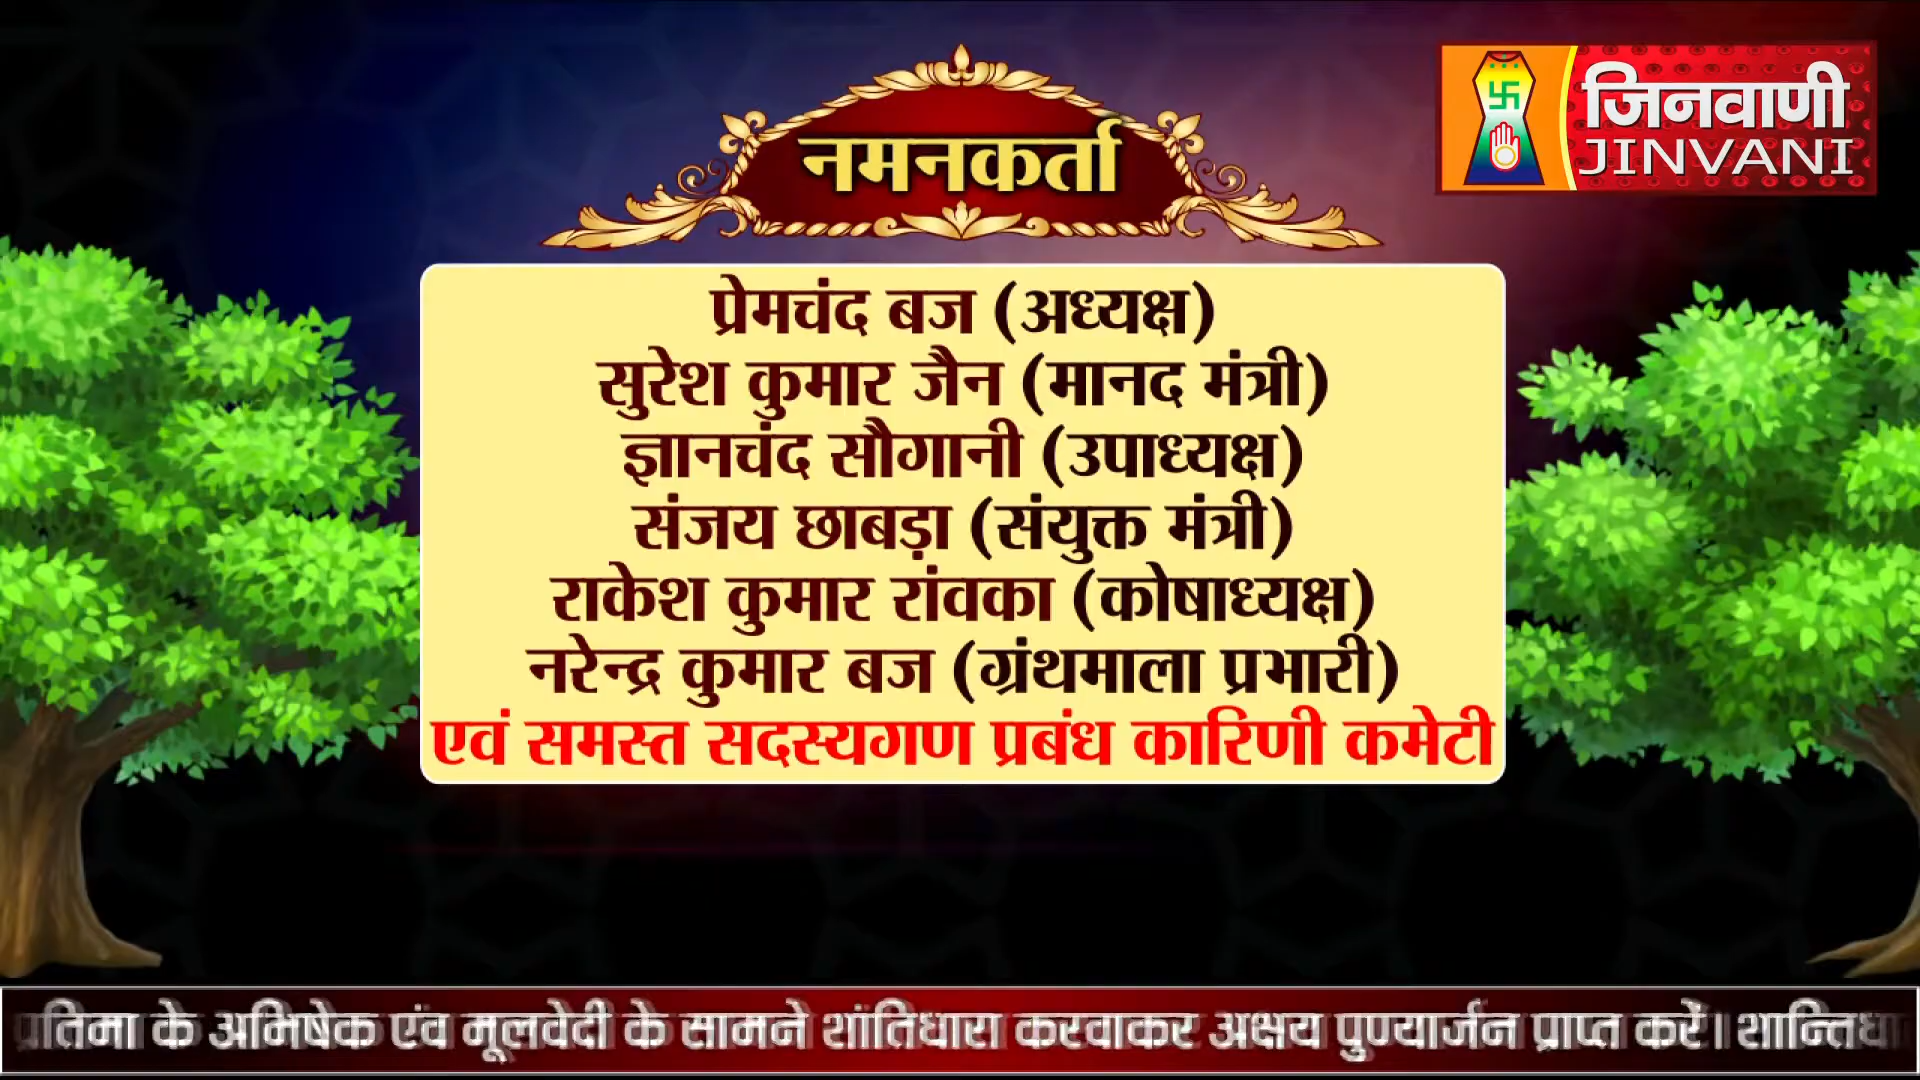 नमनकर्ता
जिनवाणी
JINVANI
प्रेमचंद बज (अध्यक्ष)
सुरेश कुमार जैन (मानद मंत्री)
ज्ञानचंद सौगानी (उपाध्यक्ष)
संजय छाबड़ा (संयुक्त मंत्री)
राकेश कुमार रांवका (कोषाध्यक्ष)
नरेन्द्र कुमार बज (ग्रंथमाला प्रभारी)
एवं समस्त सदस्यगण प्रबंध कारिणी कमेटी
प्रतिमा के अभिषेक एंव मूलवेदी के सामने शांतिधारा करवाकर अक्षय पुण्यार्जन प्राप्त करें।